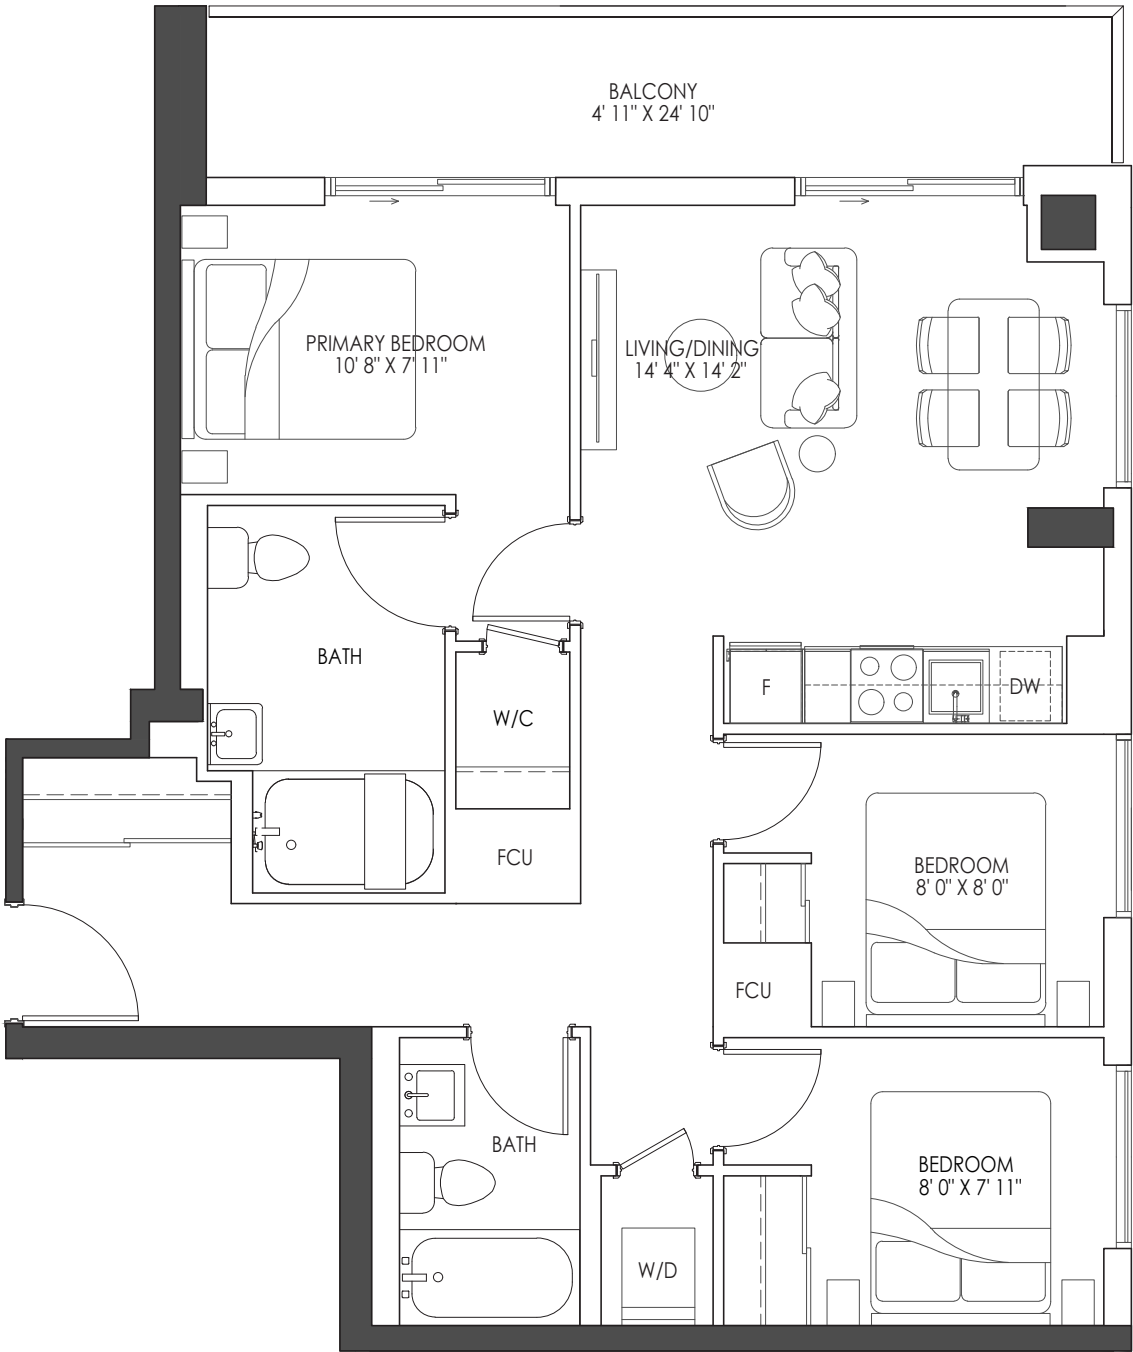 BALCONY
4' 11" X 24' 10"
PRIMARY BEDROOM
10' 8" X 7' 11"
LIVING/DINING
14' 4" X 14' 2"
BATH
W/C
F
DW
FCU
BEDROOM
8' 0" X 8' 0"
FCU
BATH
BEDROOM
8' 0" X 7' 11"
W/D